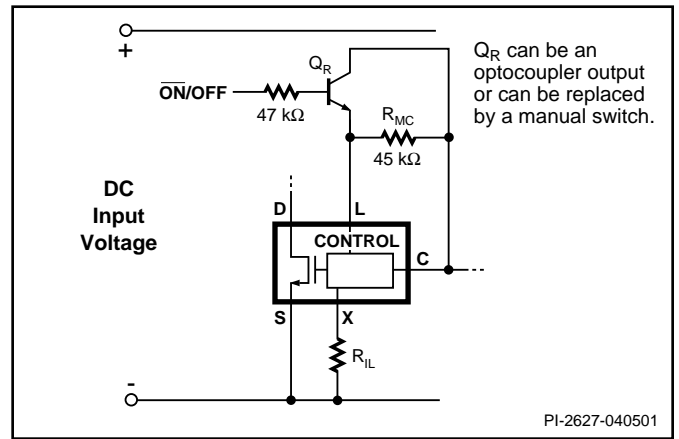 +
Q_R
Q_R can be an
optocoupler output
or can be replaced
by a manual switch.
O̅N̅/OFF
47 kΩ
R_MC
45 kΩ
DC
Input
Voltage
D
L
CONTROL
C
S
X
R_IL
-
PI-2627-040501